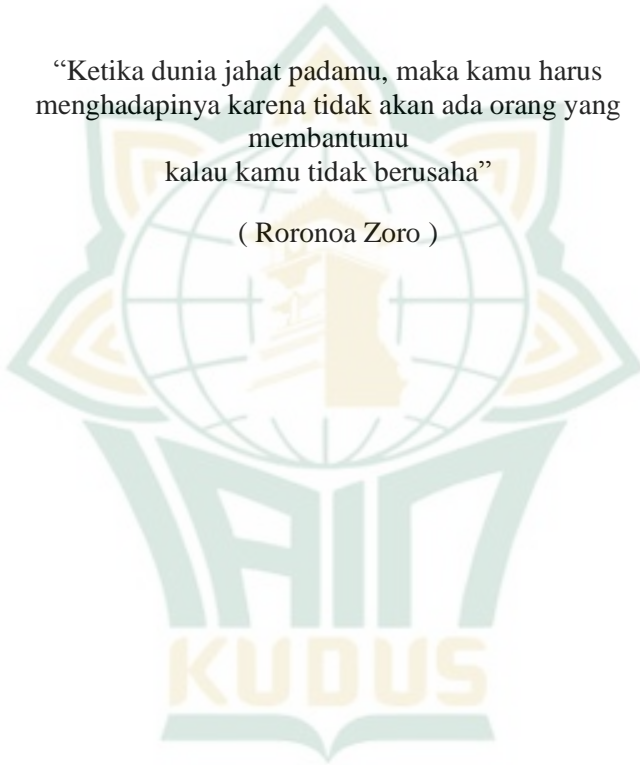 “Ketika dunia jahat padamu, maka kamu harus
menghadapinya karena tidak akan ada orang yang
membantumu
kalau kamu tidak berusaha”
( Roronoa Zoro )
IAIN
KUDUS